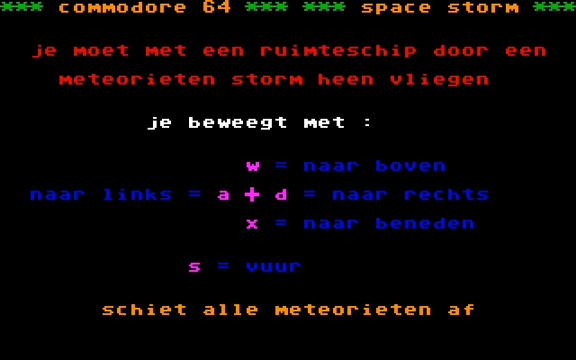 *** commodore 64 *** *** space storm ***
je moet met een ruimteschip door een
meteorieten storm heen vliegen
je beweegt met :
w = naar boven
naar links = a + d = naar rechts
x = naar beneden
s = vuur
schiet alle meteorieten af